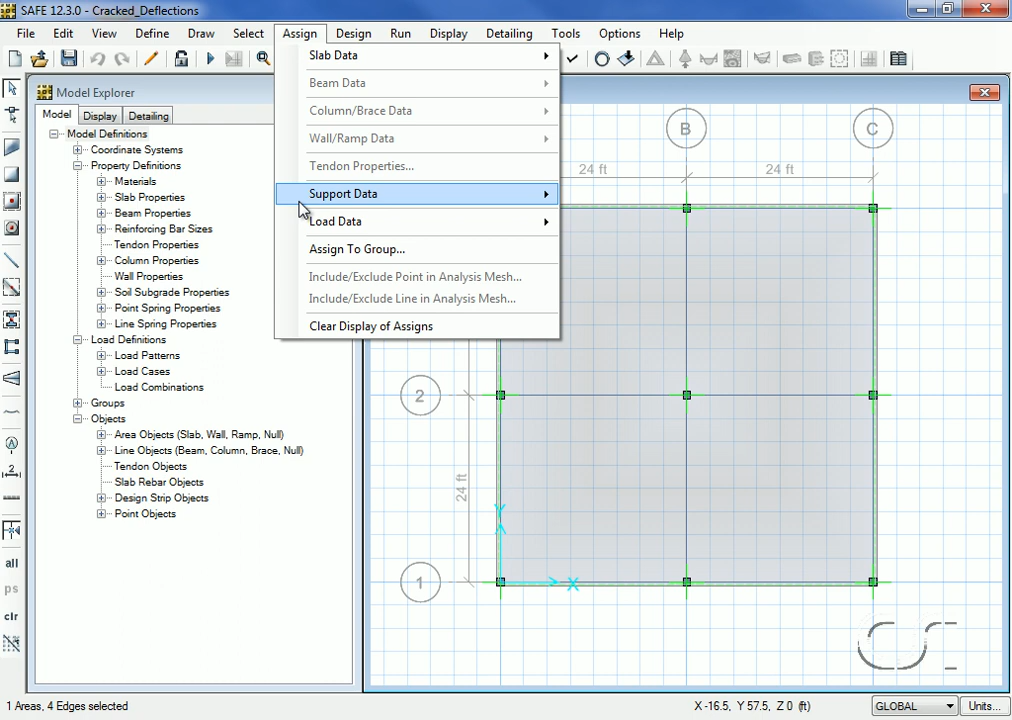 SAFE 12.3.0 - Cracked_Deflections
File Edit View Define Draw Select Assign Design Run Display Detailing Tools Options Help
Model Explorer
Model Display Detailing
Model Definitions
Coordinate Systems
Property Definitions
Materials
Slab Properties
Beam Properties
Reinforcing Bar Sizes
Tendon Properties
Column Properties
Wall Properties
Soil Subgrade Properties
Point Spring Properties
Line Spring Properties
Load Definitions
Load Patterns
Load Cases
Load Combinations
Groups
Objects
Area Objects (Slab, Wall, Ramp, Null)
Line Objects (Beam, Column, Brace, Null)
Tendon Objects
Slab Rebar Objects
Design Strip Objects
Point Objects
Slab Data
Beam Data
Column/Brace Data
Wall/Ramp Data
Tendon Properties...
Support Data
Load Data
Assign To Group...
Include/Exclude Point in Analysis Mesh...
Include/Exclude Line in Analysis Mesh...
Clear Display of Assigns
B C
24 ft 24 ft
2
24 ft
Y
1
X
all
ps
clr
CSI
1 Areas, 4 Edges selected
X -16.5, Y 57.5, Z 0 (ft)
GLOBAL
Units...